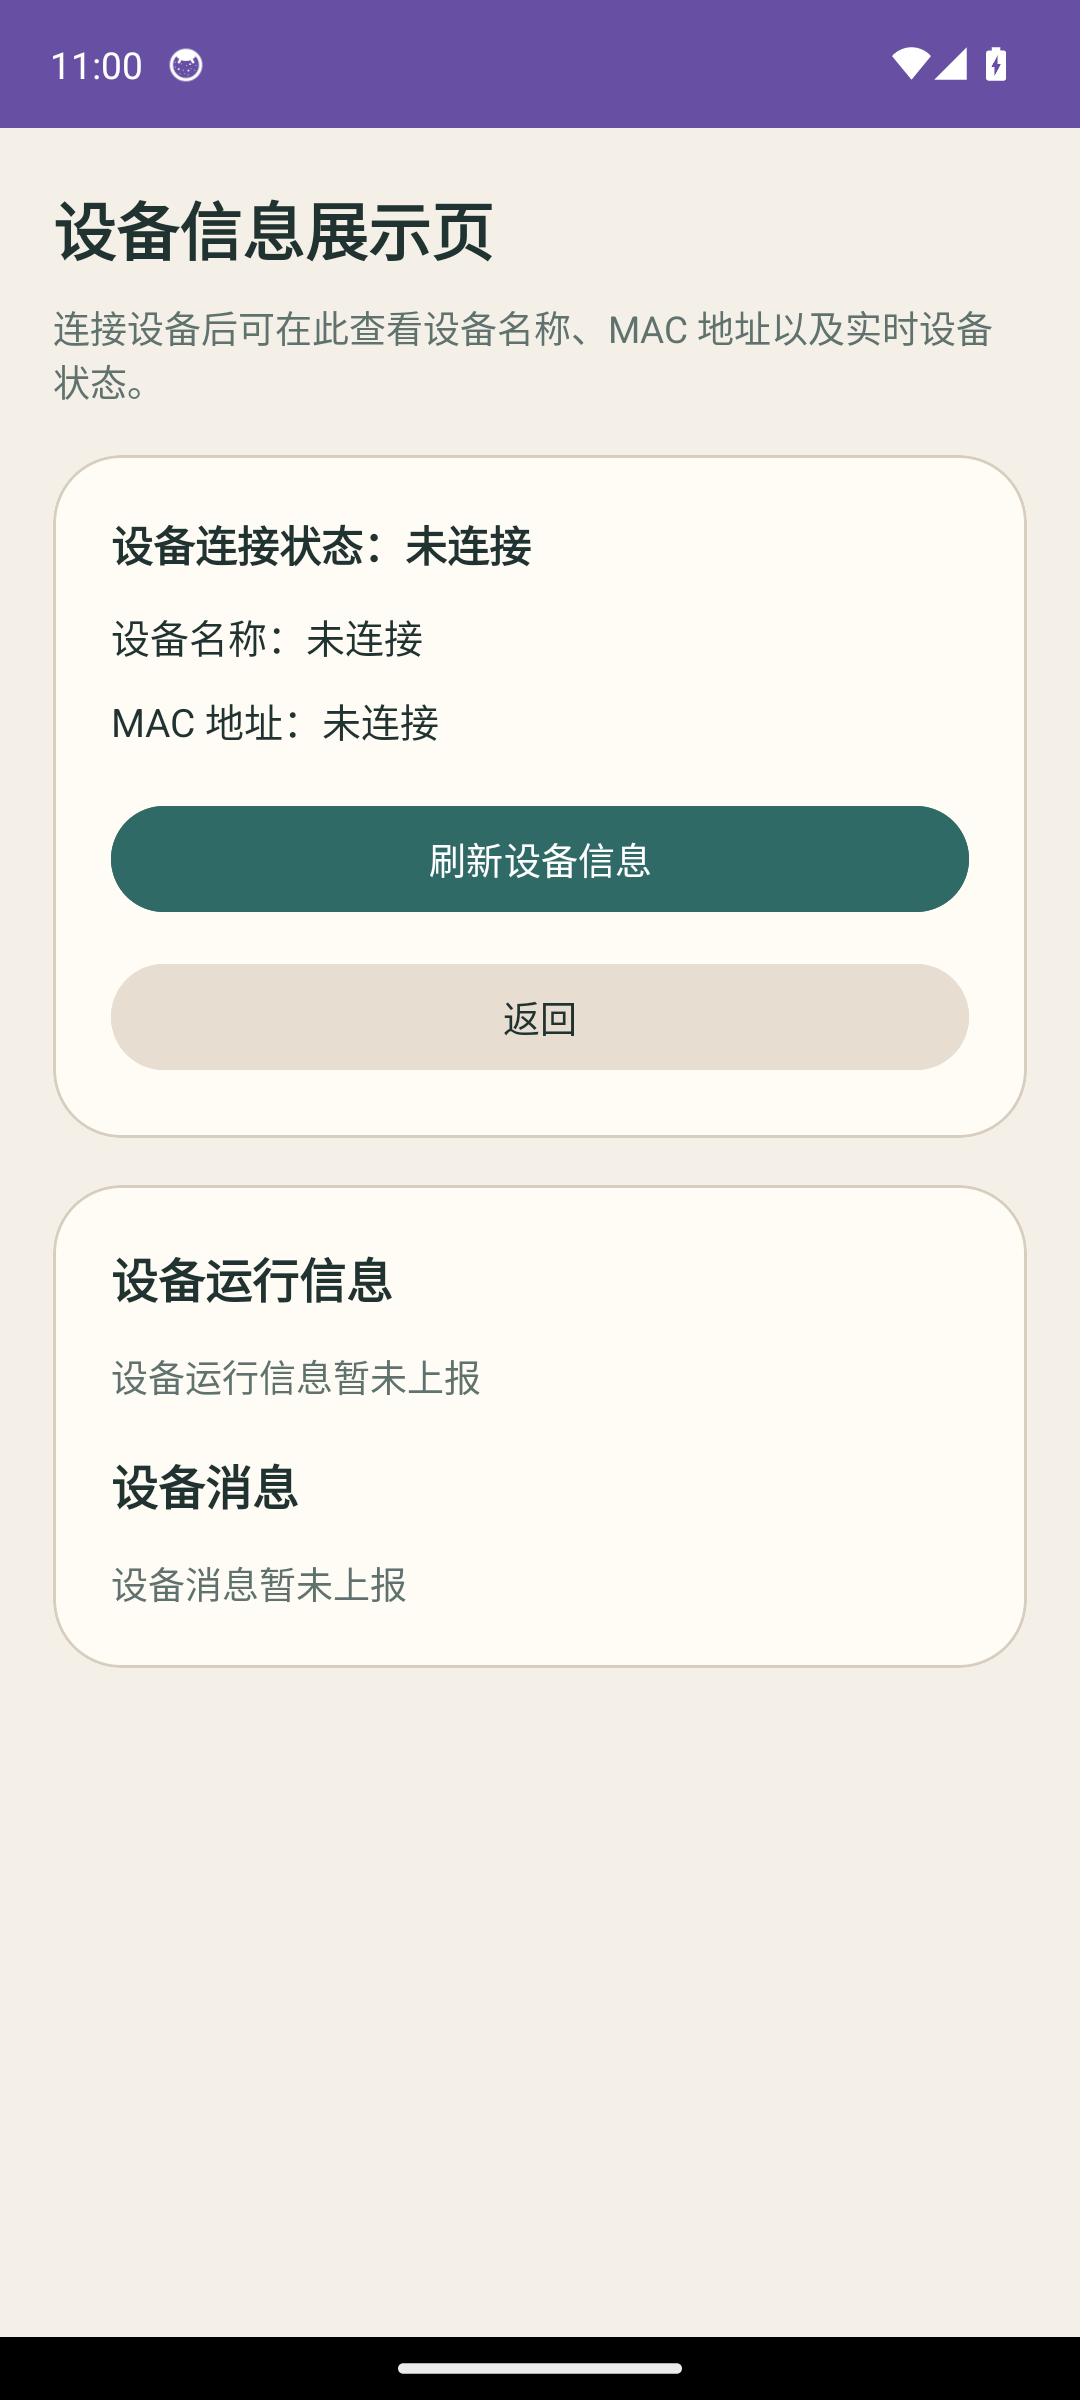 11:00
设备信息展示页
连接设备后可在此查看设备名称、MAC 地址以及实时设备
状态。
设备连接状态：未连接
设备名称：未连接
MAC 地址：未连接
刷新设备信息
返回
设备运行信息
设备运行信息暂未上报
设备消息
设备消息暂未上报